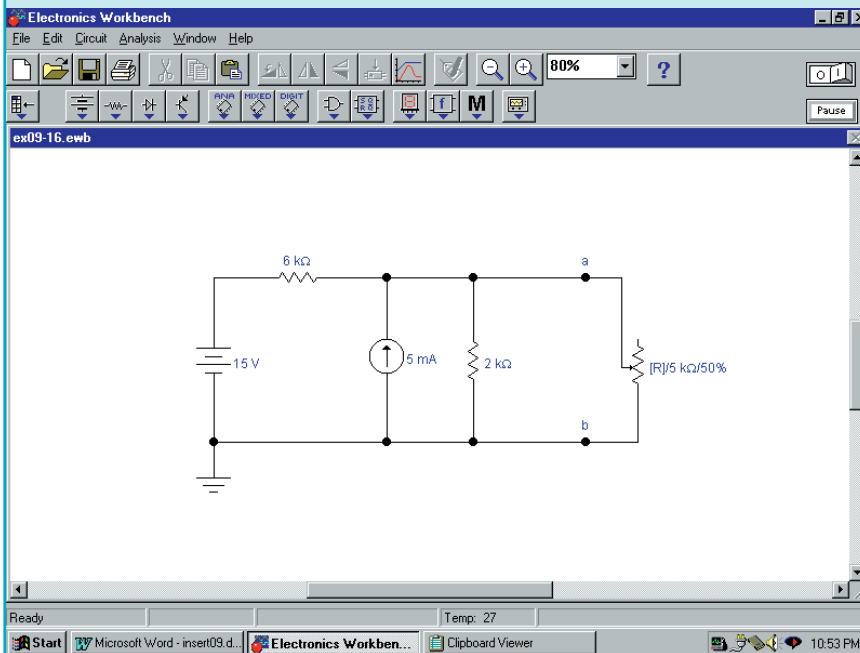 Electronics Workbench
File Edit Circuit Analysis Window Help
80% ?
ANA MIXED DIGIT
M
Pause
ex09-16.ewb
6 kΩ
a
15 V
5 mA
2 kΩ
[R]/5 kΩ/50%
b
Ready
Temp: 27
Start Microsoft Word - insert09.d... Electronics Workben... Clipboard Viewer 10:53 PM